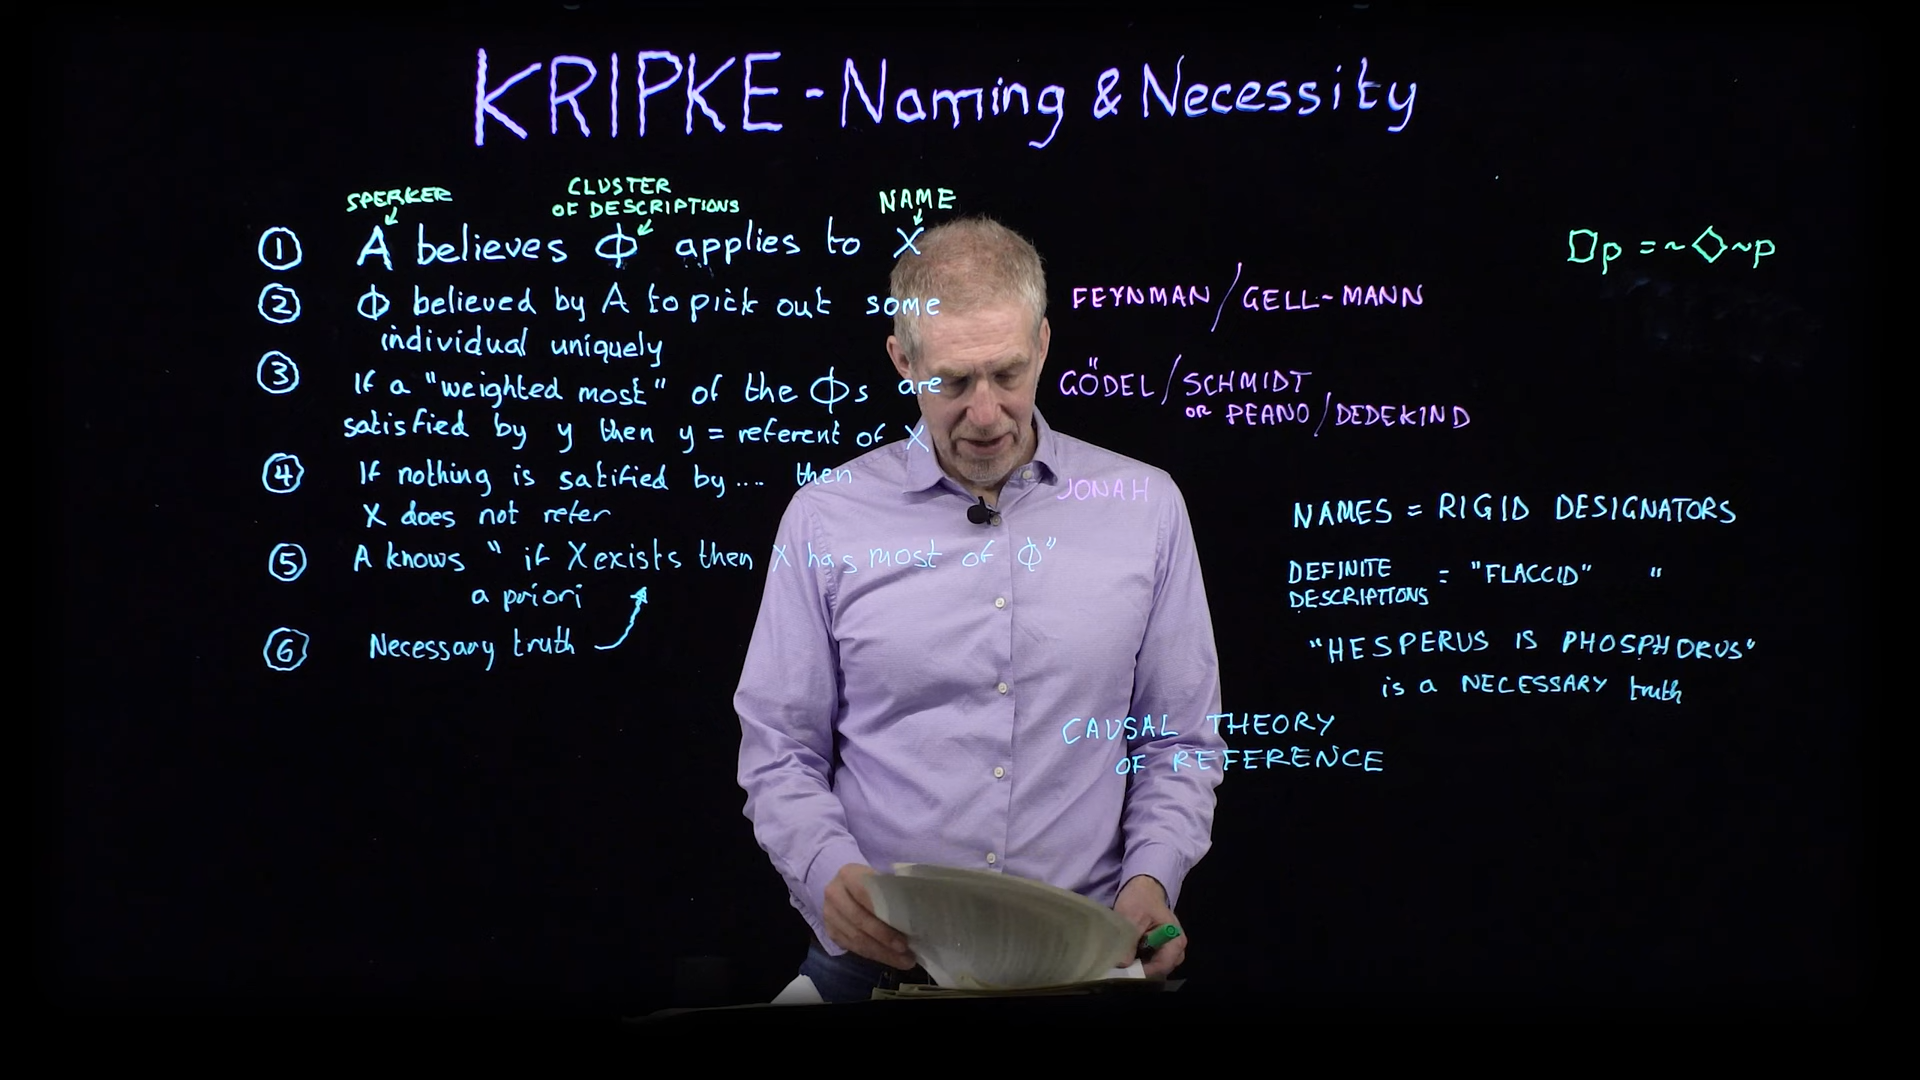 KRIPKE - Naming & Necessity
SPEAKER
CLUSTER
OF DESCRIPTIONS
NAME
① A believes Φ applies to X
② Φ believed by A to pick out some
individual uniquely
③ If a "weighted most" of the Φs are
satisfied by y then y = referent of X
④ If nothing is satified by .... then
X does not refer
⑤ A knows "if X exists then X has most of Φ"
a priori
⑥ Necessary truth
FEYNMAN / GELL-MANN
GÖDEL / SCHMIDT
OR PEANO / DEDEKIND
JONAH
□p = ~◇~p
NAMES = RIGID DESIGNATORS
DEFINITE
DESCRIPTIONS = "FLACCID" "
"HESPERUS IS PHOSPHORUS"
is a NECESSARY truth
CAUSAL THEORY
OF REFERENCE